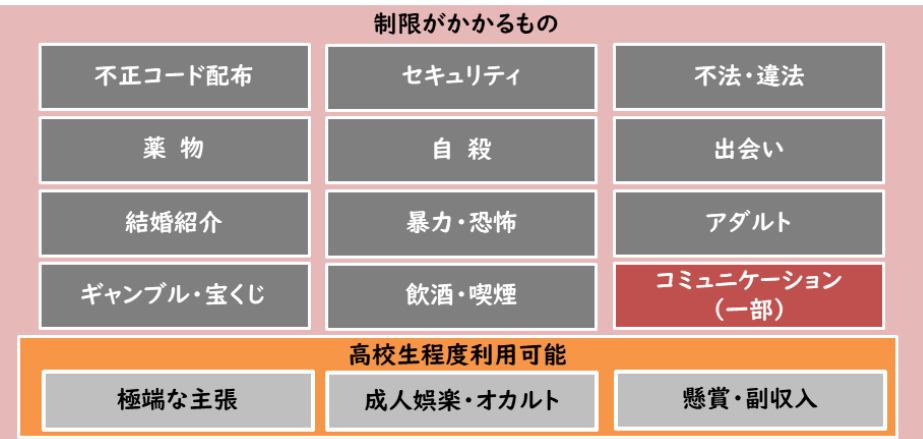 制限がかかるもの
不正コード配布
セキュリティ
不法・違法
薬 物
自 殺
出会い
結婚紹介
暴力・恐怖
アダルト
ギャンブル・宝くじ
飲酒・喫煙
コミュニケーション
（一部）
高校生程度利用可能
極端な主張
成人娯楽・オカルト
懸賞・副収入